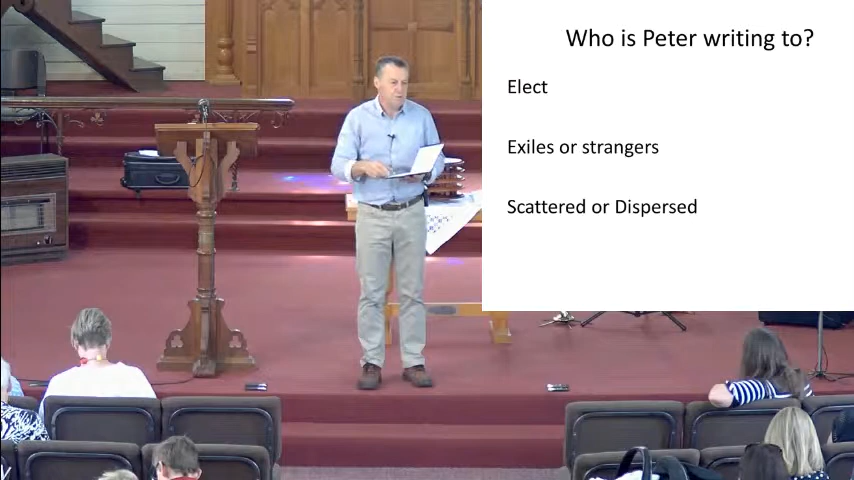 Who is Peter writing to?
Elect
Exiles or strangers
Scattered or Dispersed